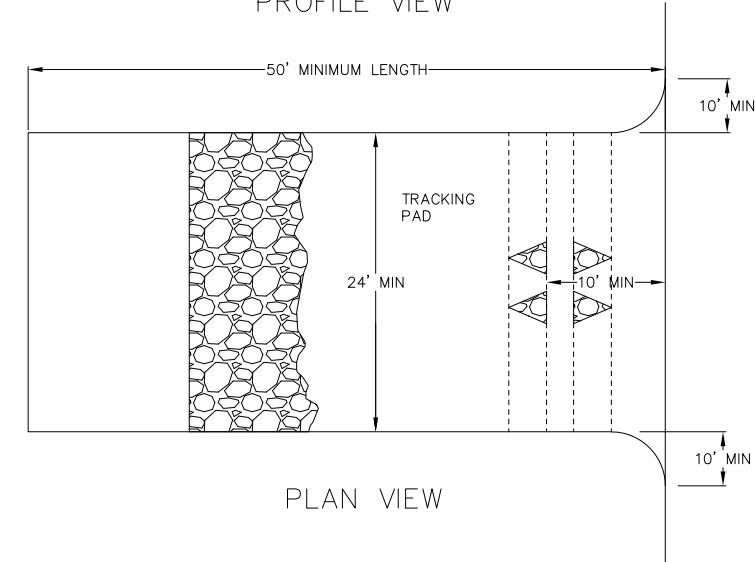 PROFILE VIEW
50' MINIMUM LENGTH
10' MIN
TRACKING
PAD
24' MIN
10' MIN
10' MIN
PLAN VIEW